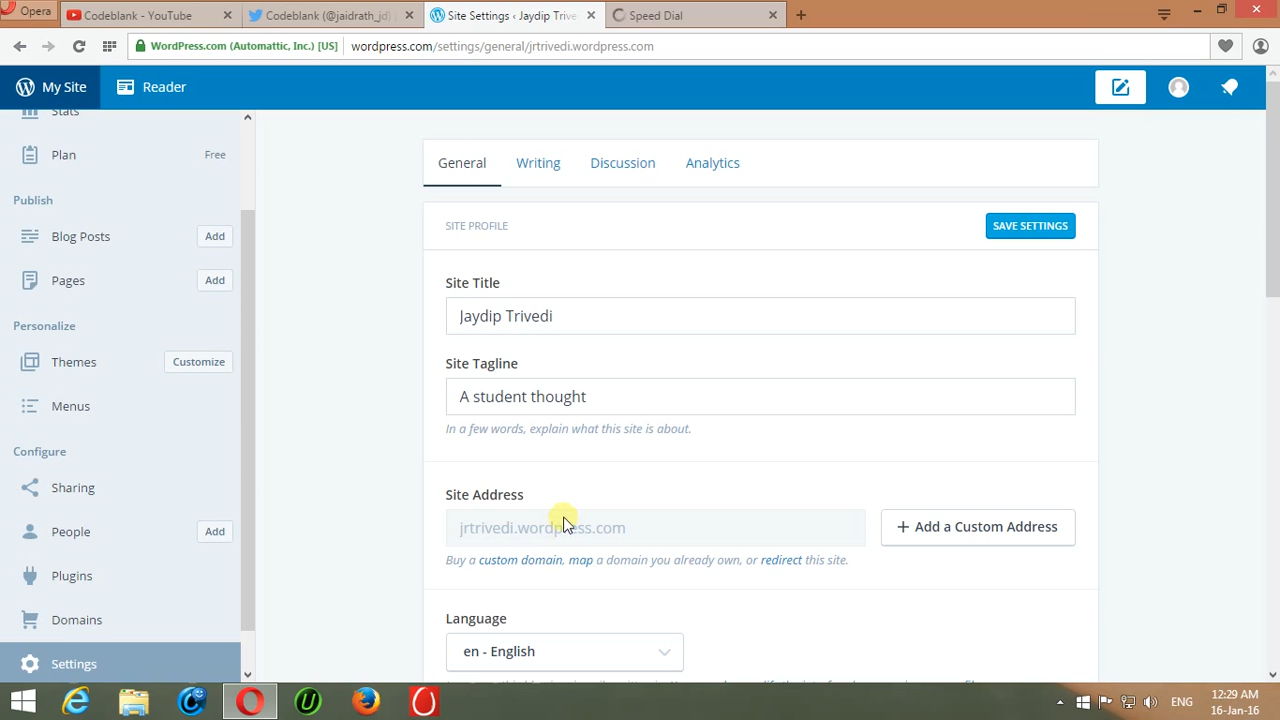 Opera
Codeblank - YouTube
Codeblank (@jaidrath_jd)
Site Settings ‹ Jaydip Trive
Speed Dial
WordPress.com (Automattic, Inc.) [US]
wordpress.com/settings/general/jrtrivedi.wordpress.com
My Site
Reader
Stats
Plan
Free
Publish
Blog Posts
Add
Pages
Add
Personalize
Themes
Customize
Menus
Configure
Sharing
People
Add
Plugins
Domains
Settings
General
Writing
Discussion
Analytics
SITE PROFILE
SAVE SETTINGS
Site Title
Jaydip Trivedi
Site Tagline
A student thought
In a few words, explain what this site is about.
Site Address
jrtrivedi.wordpress.com
+ Add a Custom Address
Buy a custom domain, map a domain you already own, or redirect this site.
Language
en - English
ENG
12:29 AM
16-Jan-16